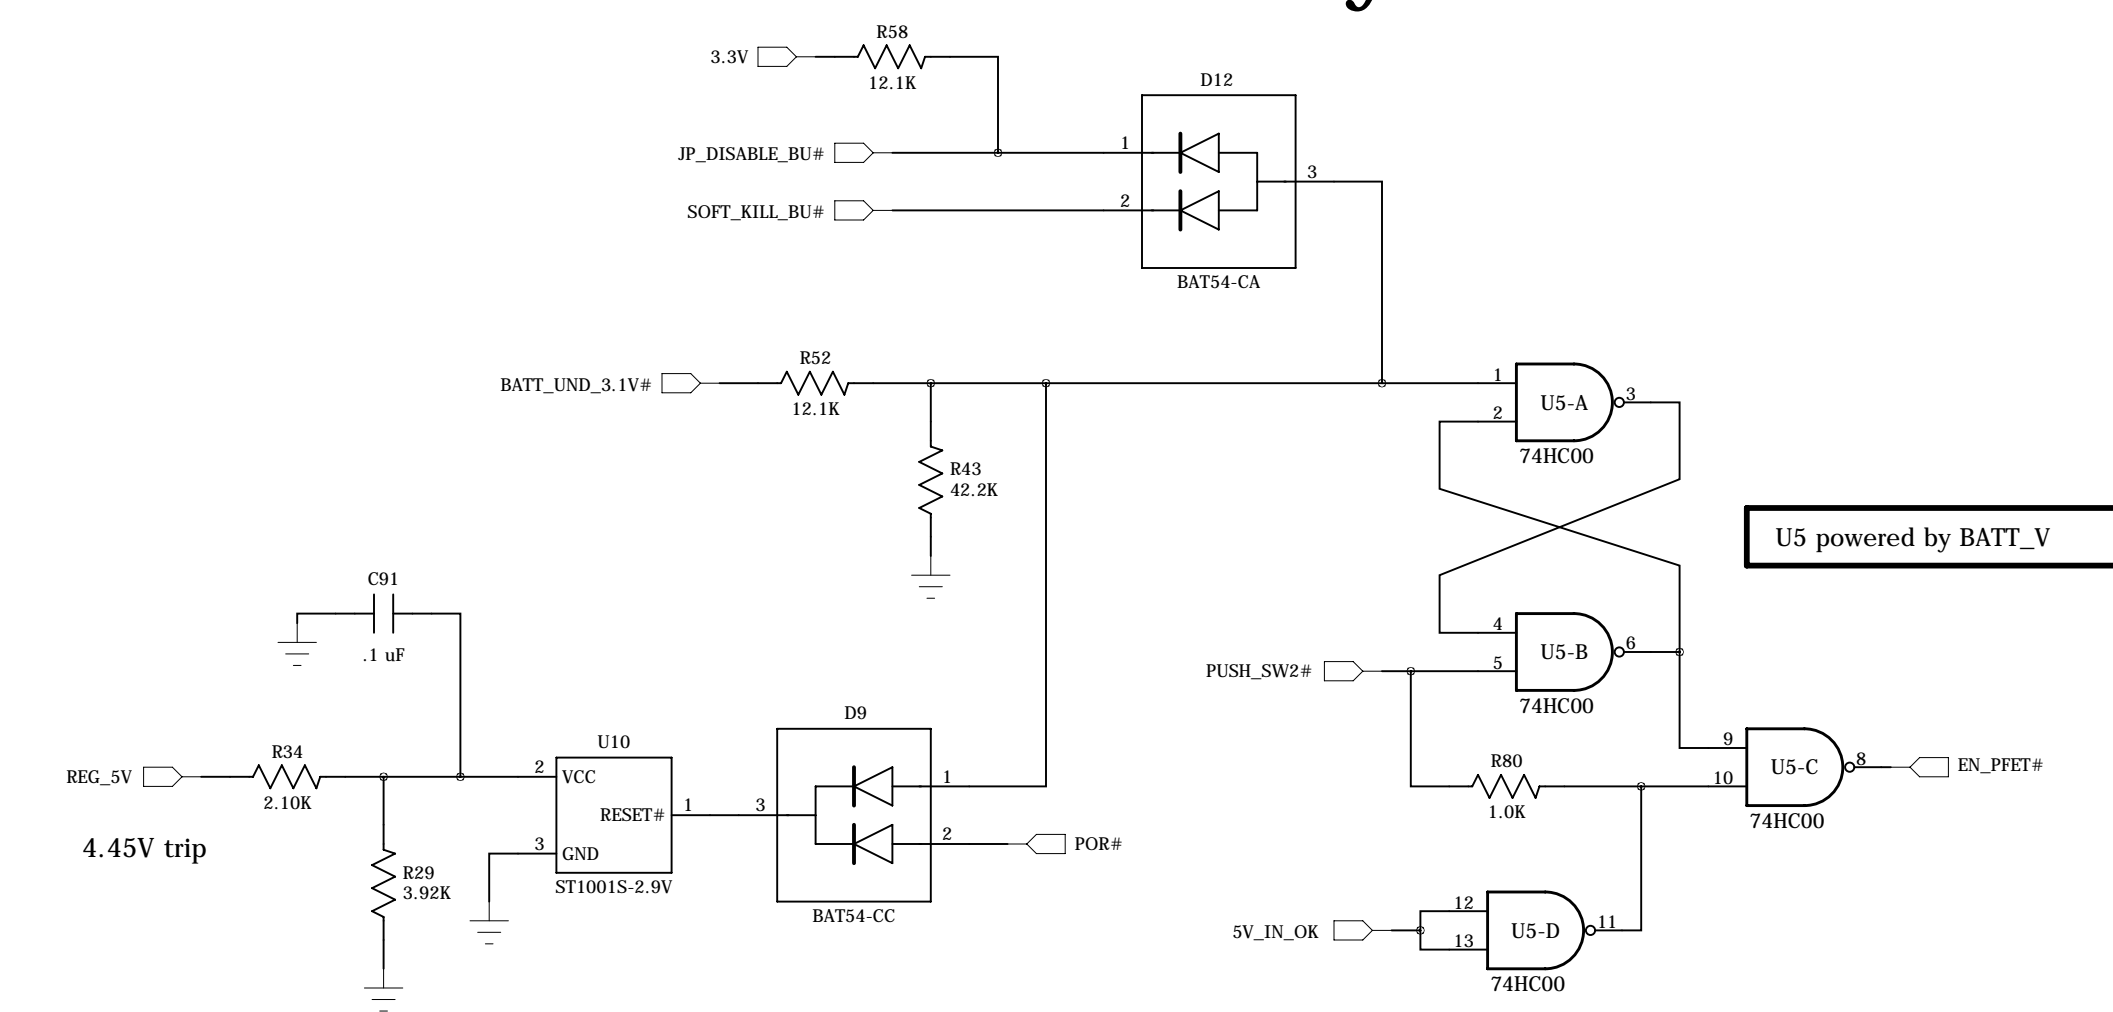 R58
3.3V
12.1K
D12
JP_DISABLE_BU#
1
3
SOFT_KILL_BU#
2
BAT54-CA
R52
BATT_UND_3.1V#
12.1K
1
U5-A
3
2
74HC00
R43
42.2K
U5 powered by BATT_V
C91
.1 uF
4
U5-B
6
PUSH_SW2#
5
74HC00
D9
U10
R34
REG_5V
2.10K
2
VCC
1
RESET#
1
3
3
GND
ST1001S-2.9V
2
POR#
BAT54-CC
4.45V trip
R29
3.92K
9
U5-C
8
EN_PFET#
R80
10
1.0K
74HC00
12
5V_IN_OK
U5-D
11
13
74HC00